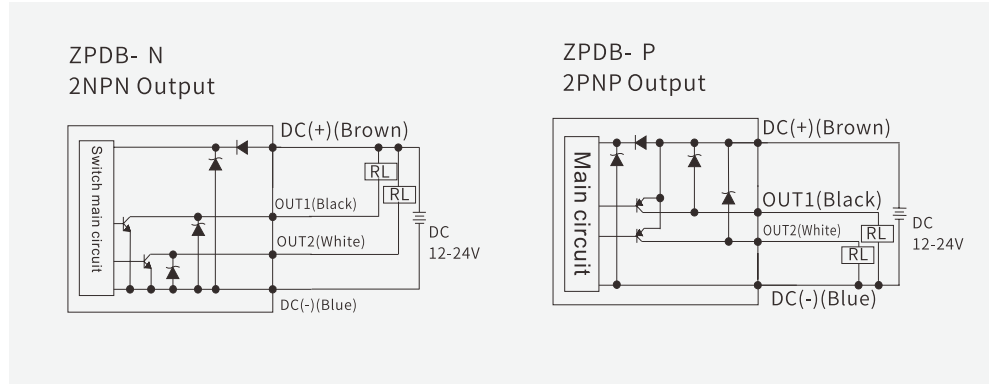 ZPDB- N
2NPN Output
DC(+)(Brown)
Switch main circuit
RL
RL
OUT1(Black)
OUT2(White)
DC
12-24V
DC(-)(Blue)
ZPDB- P
2PNP Output
DC(+)(Brown)
Main circuit
OUT1(Black)
OUT2(White)
RL
RL
DC
12-24V
DC(-)(Blue)